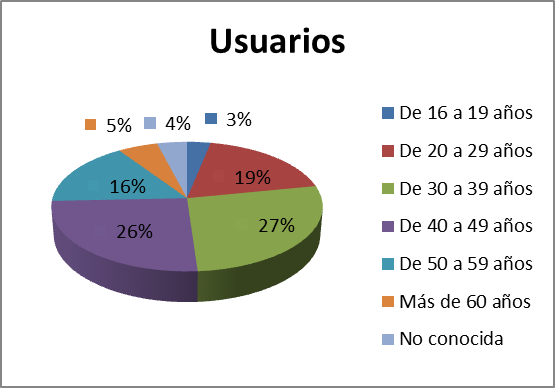 Usuarios
5%
4%
3%
19%
27%
26%
16%
De 16 a 19 años
De 20 a 29 años
De 30 a 39 años
De 40 a 49 años
De 50 a 59 años
Más de 60 años
No conocida